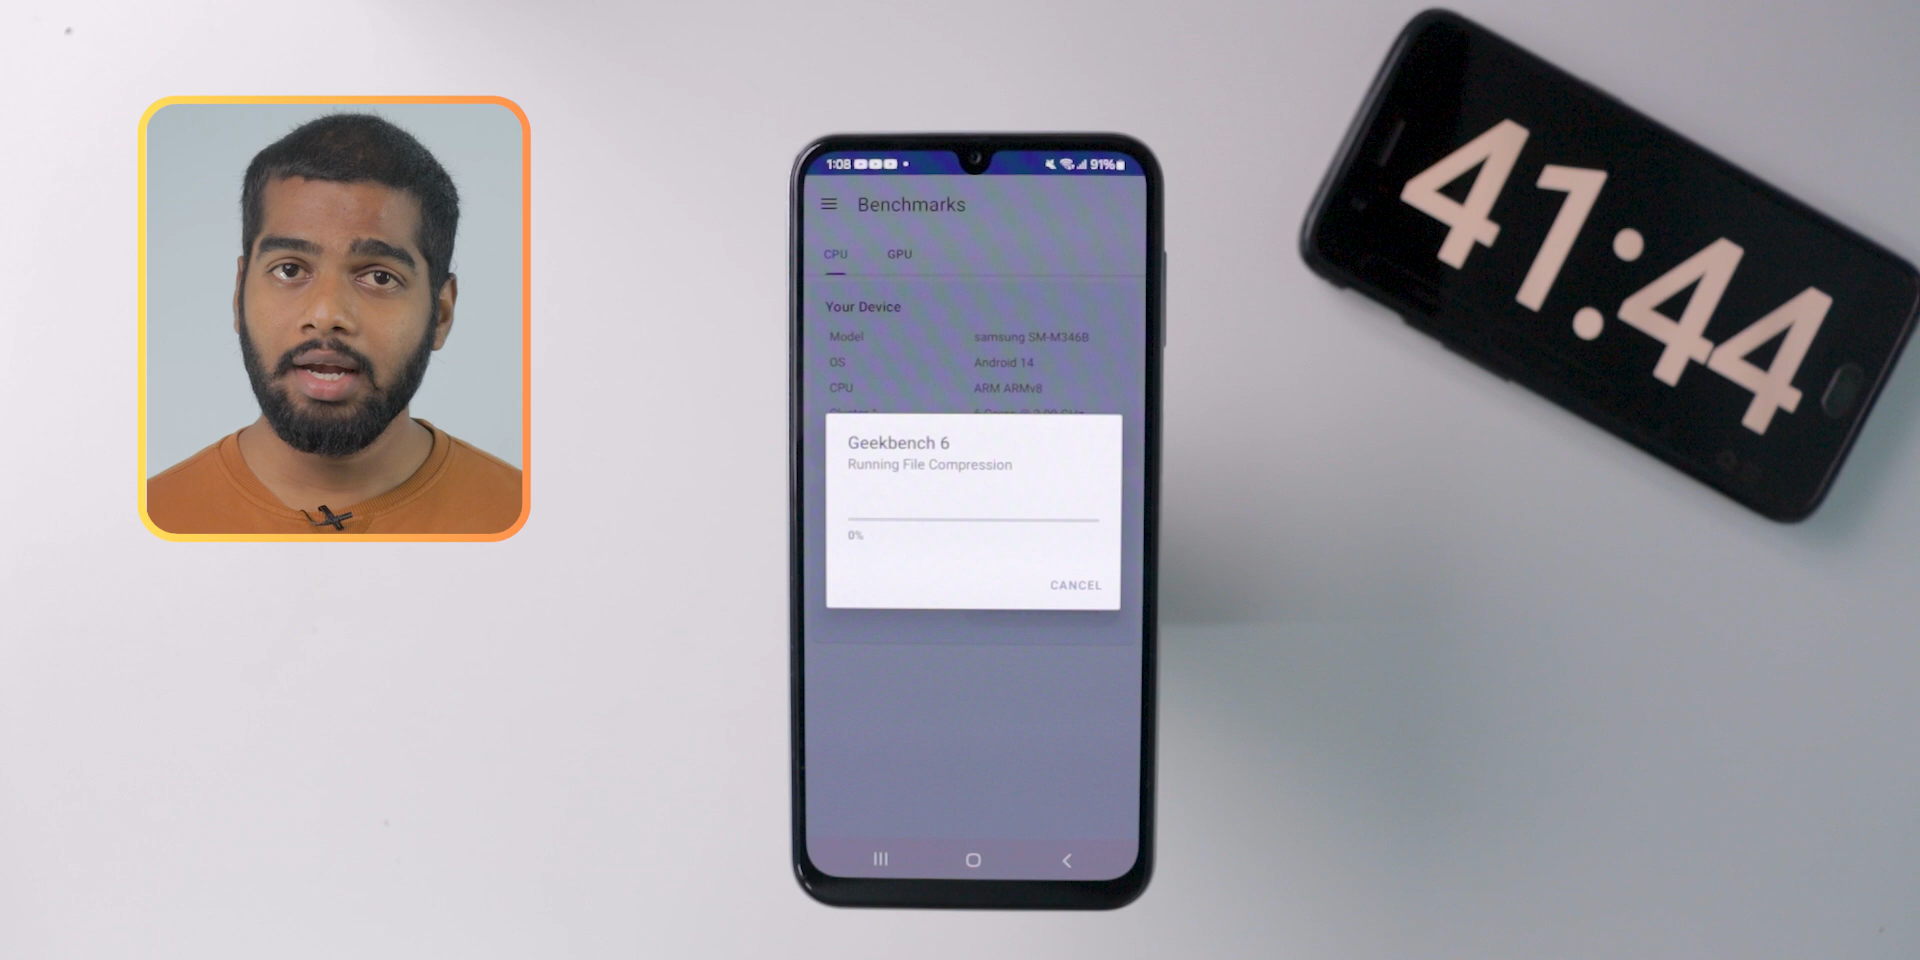 1:08
91%
41:44
Benchmarks
CPU GPU
Your Device
Model samsung SM-M346B
OS Android 14
CPU ARM ARMv8
Geekbench 6
Running File Compression
0%
CANCEL